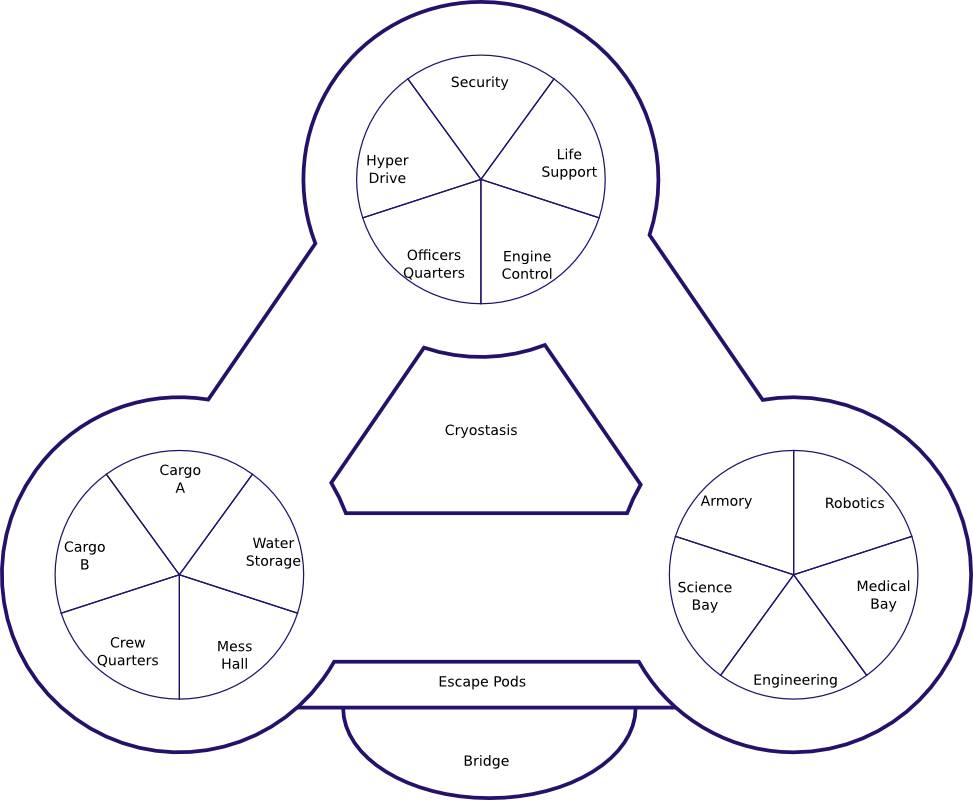 Security
Hyper
Drive
Life
Support
Officers
Quarters
Engine
Control
Cryostasis
Cargo
A
Cargo
B
Water
Storage
Crew
Quarters
Mess
Hall
Armory
Robotics
Science
Bay
Medical
Bay
Engineering
Escape Pods
Bridge